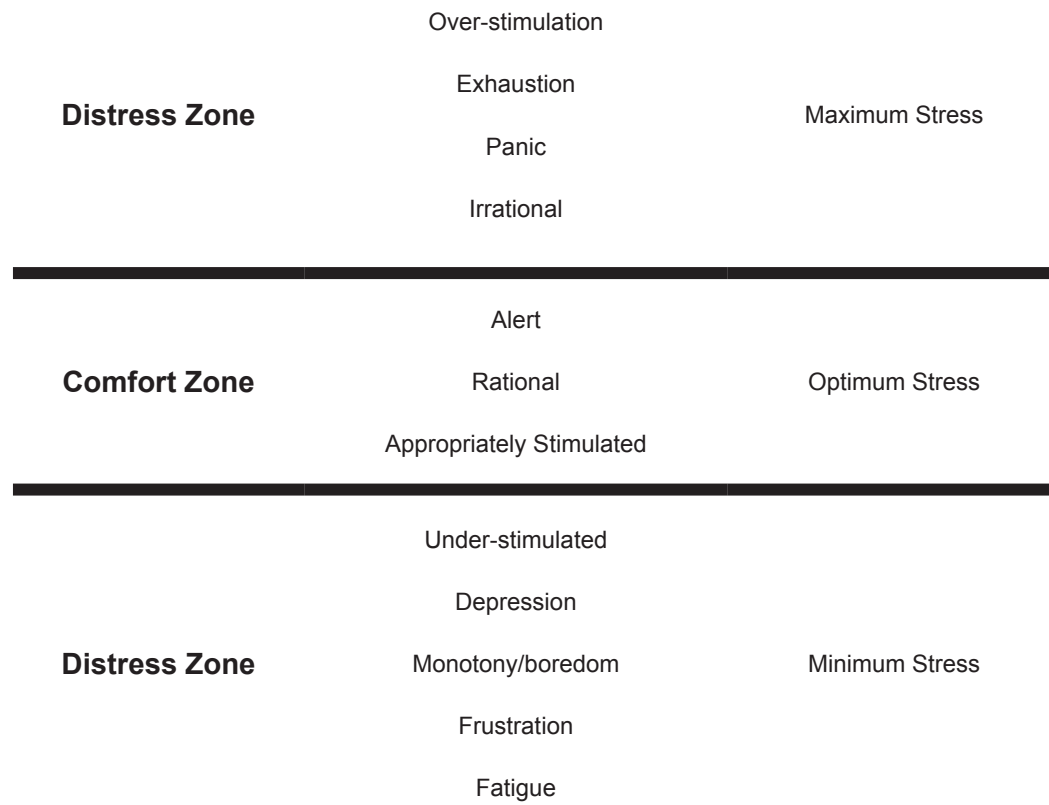 Over-stimulation
Exhaustion
Distress Zone
Maximum Stress
Panic
Irrational
Alert
Comfort Zone
Rational
Optimum Stress
Appropriately Stimulated
Under-stimulated
Depression
Distress Zone
Monotony/boredom
Minimum Stress
Frustration
Fatigue